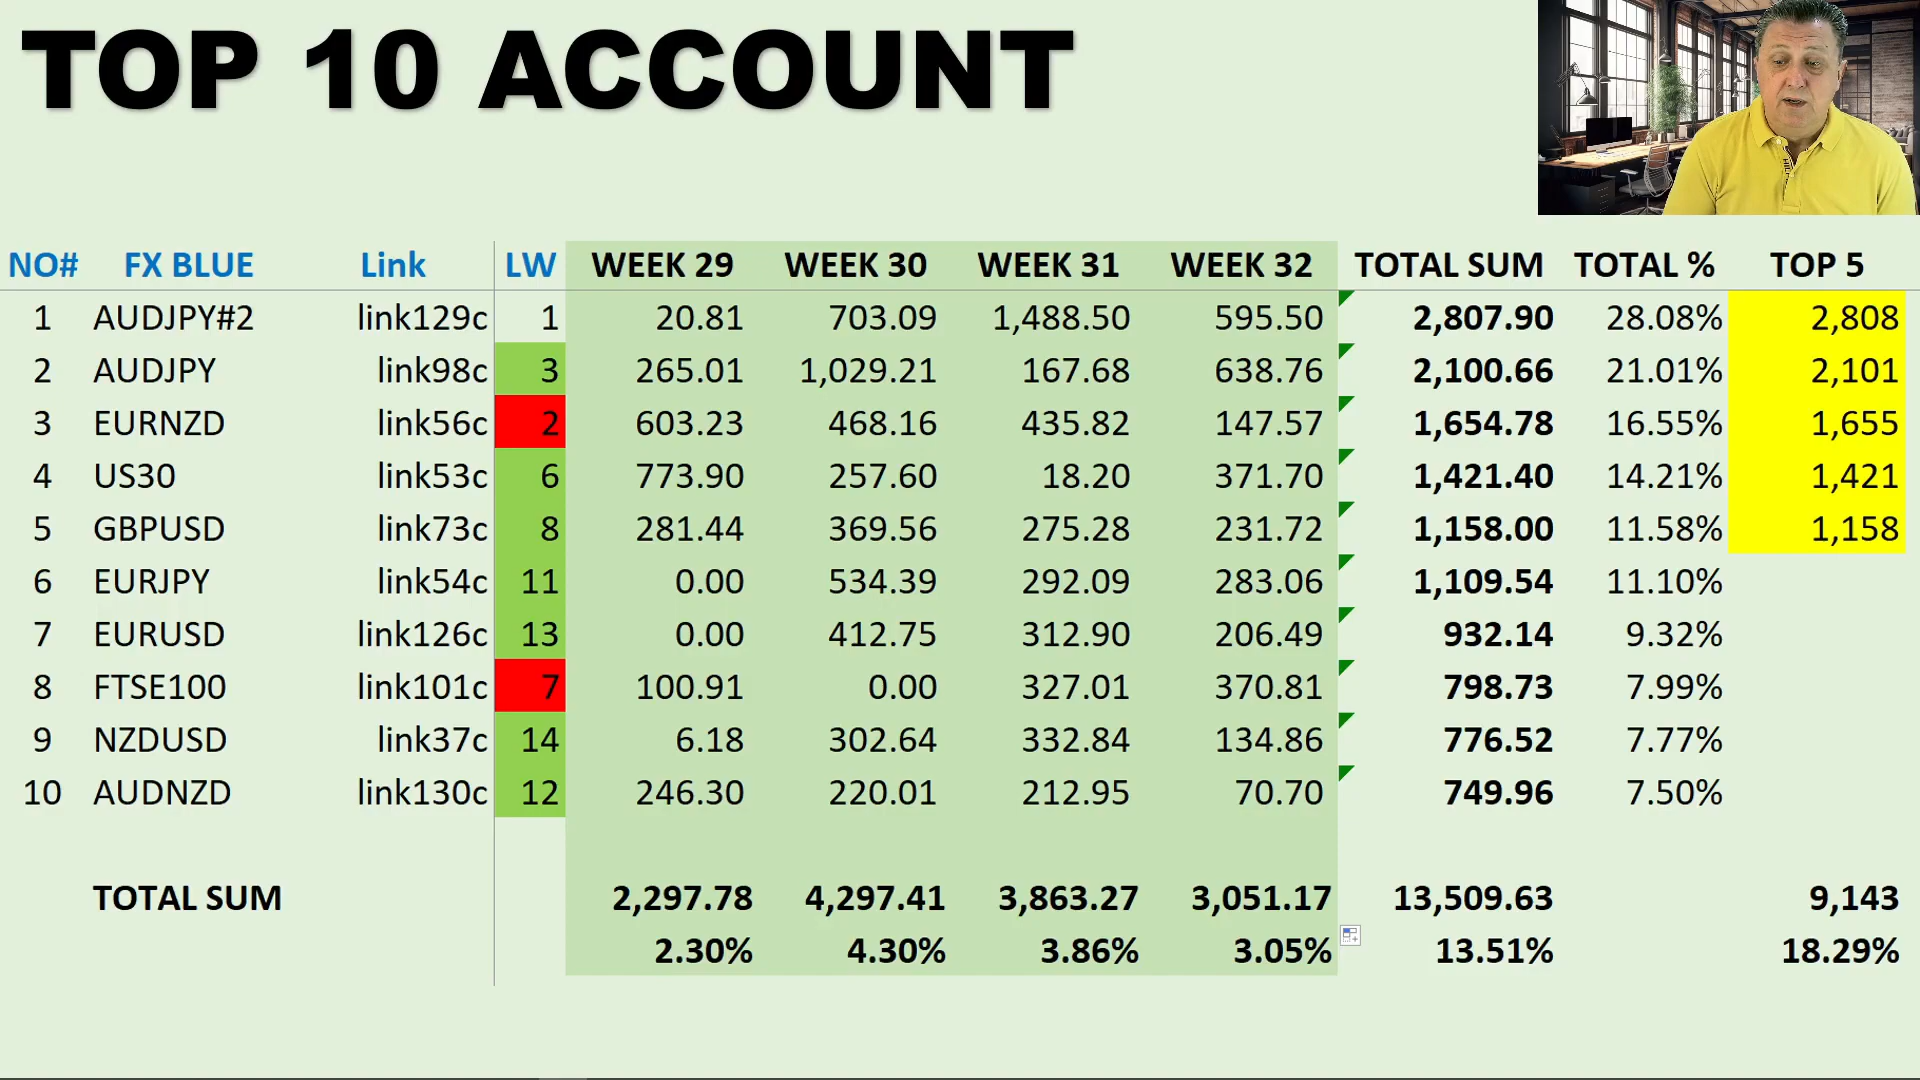 TOP 10 ACCOUNT
NO# FX BLUE Link LW WEEK 29 WEEK 30 WEEK 31 WEEK 32 TOTAL SUM TOTAL % TOP 5
1 AUDJPY#2 link129c 1 20.81 703.09 1,488.50 595.50 2,807.90 28.08% 2,808
2 AUDJPY link98c 3 265.01 1,029.21 167.68 638.76 2,100.66 21.01% 2,101
3 EURNZD link56c 2 603.23 468.16 435.82 147.57 1,654.78 16.55% 1,655
4 US30 link53c 6 773.90 257.60 18.20 371.70 1,421.40 14.21% 1,421
5 GBPUSD link73c 8 281.44 369.56 275.28 231.72 1,158.00 11.58% 1,158
6 EURJPY link54c 11 0.00 534.39 292.09 283.06 1,109.54 11.10%
7 EURUSD link126c 13 0.00 412.75 312.90 206.49 932.14 9.32%
8 FTSE100 link101c 7 100.91 0.00 327.01 370.81 798.73 7.99%
9 NZDUSD link37c 14 6.18 302.64 332.84 134.86 776.52 7.77%
10 AUDNZD link130c 12 246.30 220.01 212.95 70.70 749.96 7.50%
TOTAL SUM 2,297.78 4,297.41 3,863.27 3,051.17 13,509.63 9,143
2.30% 4.30% 3.86% 3.05% 13.51% 18.29%